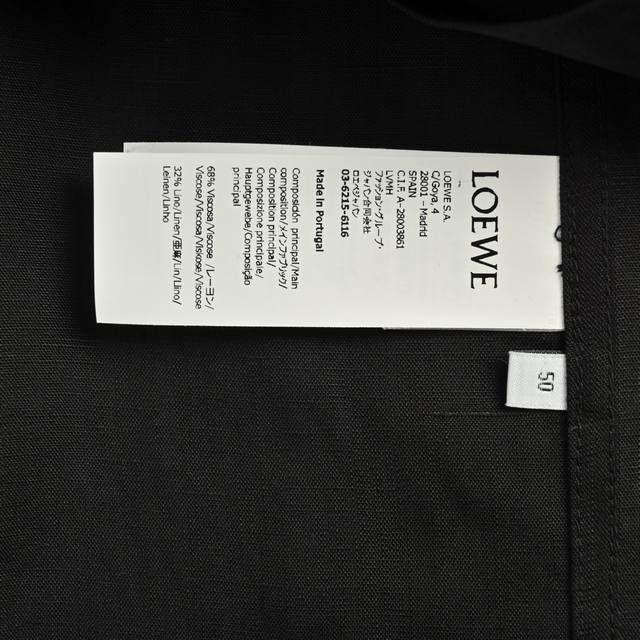 LOEWE
LOEWE S.A.
C/Goya, 4
28001 – Madrid
SPAIN
C.I.F. A-28003861
LVMH
ファッショングループ・
ジャパン合同会社
ロエベジャパン
03-6215-6116
Made in Portugal
Composición principal/Main
composition/メインファブリック/
Composition principal/
Composizione principale/
Hauptgewebe/Composição
principal
68% Viscosa/Viscose /レーヨン/
Viscose/Viscosa/Viskose/Viscose
32% Lino/Linen/亜麻/Lin/Lino/
Leinen/Linho
50